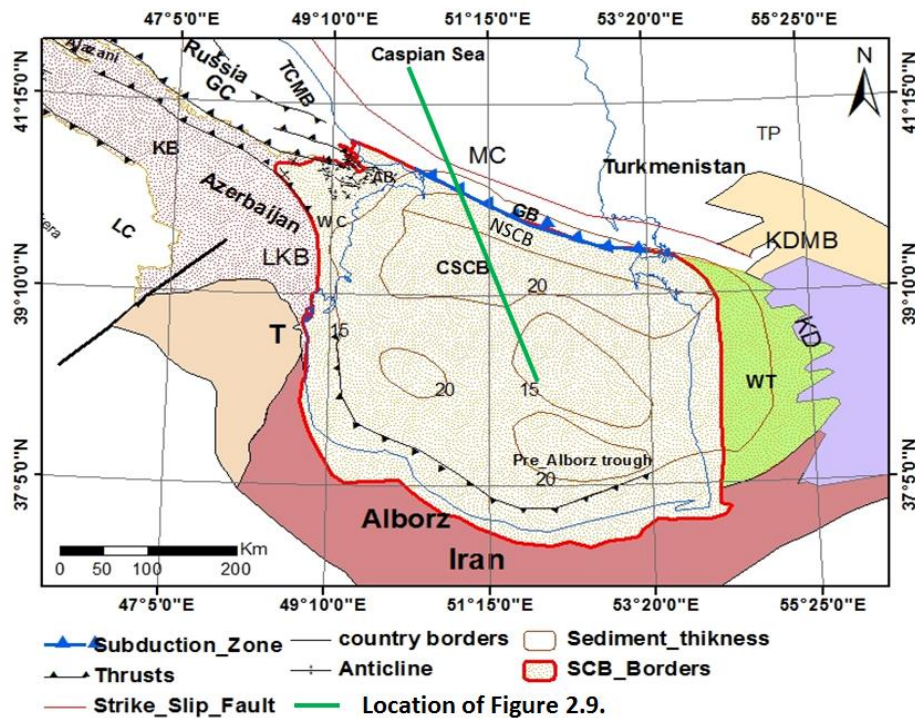 47°5'0"E 49°10'0"E 51°15'0"E 53°20'0"E 55°25'0"E
41°15'0"N 39°10'0"N 37°5'0"N
41°15'0"N 39°10'0"N 37°5'0"N
Alazani
Russia
GC
TCMB
Caspian Sea
N
TP
KB
AB
MC
Turkmenistan
Azerbaijan
LC
WC
GB
NSCB
KDMB
LKB
CSCB
20
T
15
KD
20
15
WT
Pre_Alborz trough
20
Alborz
Iran
Km
0 50 100 200
47°5'0"E 49°10'0"E 51°15'0"E 53°20'0"E 55°25'0"E
Subduction_Zone country borders Sediment_thikness
Thrusts Anticline SCB_Borders
Strike_Slip_Fault Location of Figure 2.9.